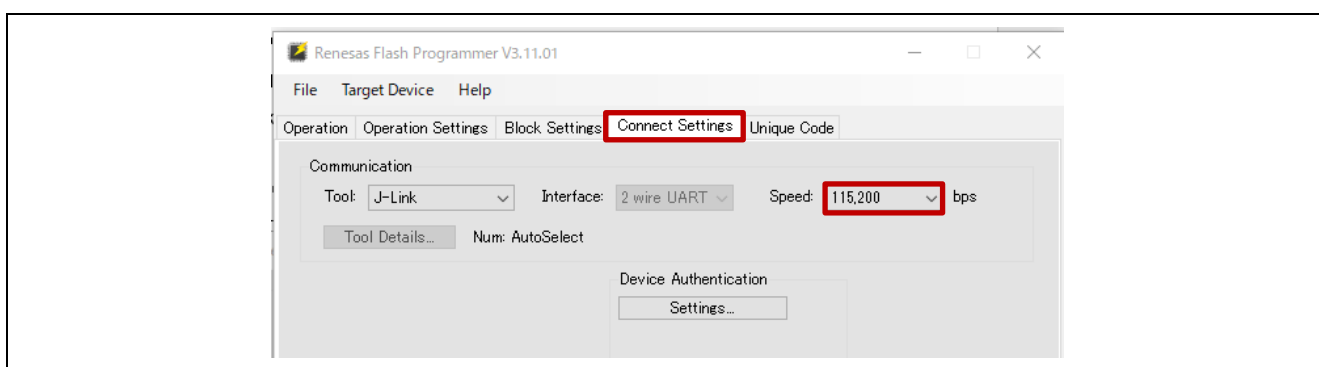 Renesas Flash Programmer V3.11.01
File Target Device Help
Operation Operation Settings Block Settings Connect Settings Unique Code
Communication
Tool: J-Link Interface: 2 wire UART Speed: 115,200 bps
Tool Details... Num: AutoSelect
Device Authentication
Settings...